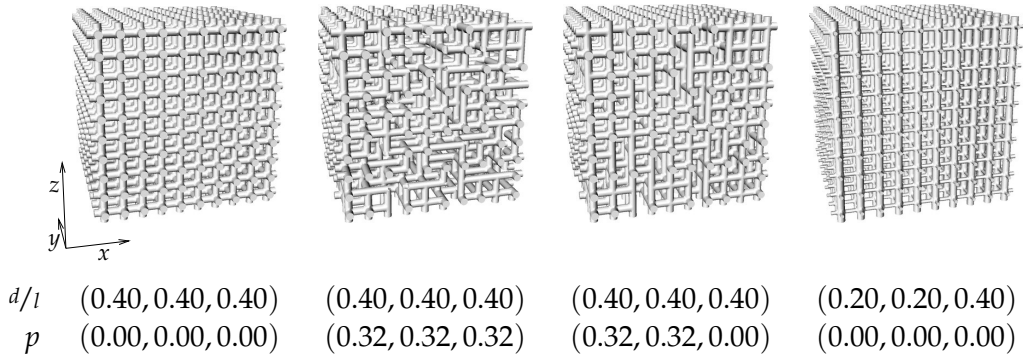 z
y
x
d/l (0.40, 0.40, 0.40) (0.40, 0.40, 0.40) (0.40, 0.40, 0.40) (0.20, 0.20, 0.40)
p (0.00, 0.00, 0.00) (0.32, 0.32, 0.32) (0.32, 0.32, 0.00) (0.00, 0.00, 0.00)